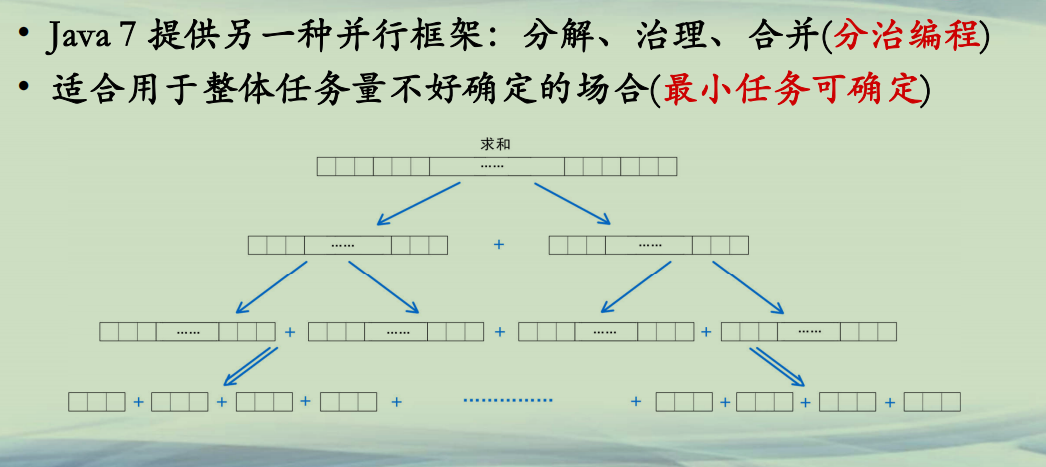 • Java 7 提供另一种并行框架：分解、治理、合并(分治编程)
• 适合用于整体任务量不好确定的场合(最小任务可确定)
求和
……
…… + ……
…… + …… + …… + ……
+ + + + …………… + + + +